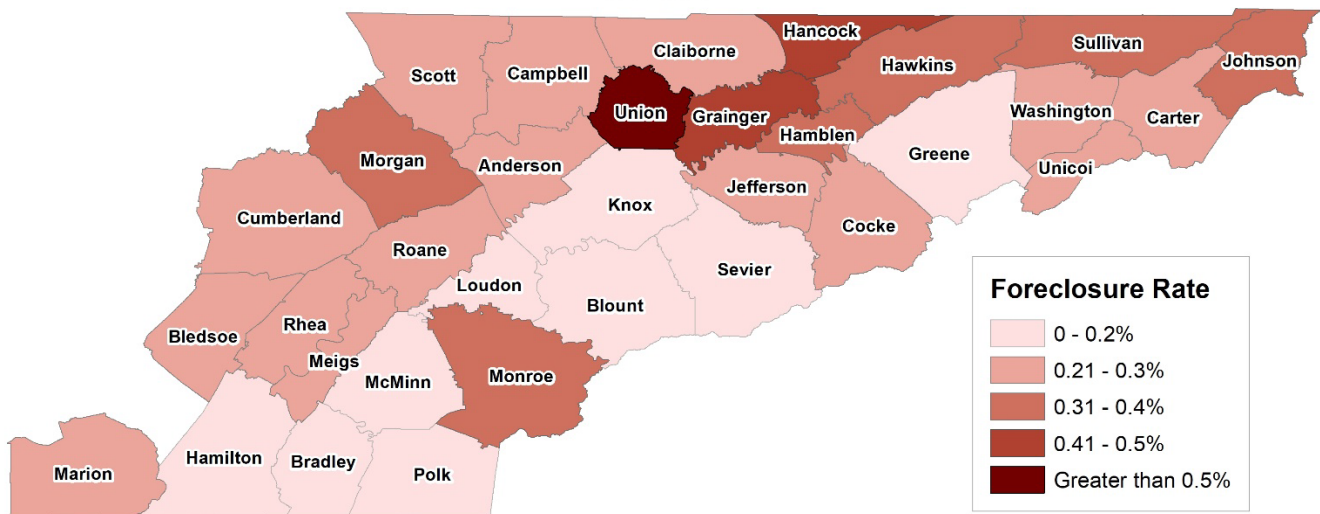 Hancock
Claiborne
Sullivan
Scott
Campbell
Hawkins
Johnson
Union
Grainger
Washington
Carter
Hamblen
Morgan
Anderson
Greene
Unicoi
Jefferson
Knox
Cumberland
Cocke
Roane
Sevier
Loudon
Blount
Rhea
Bledsoe
Meigs
McMinn
Monroe
Hamilton
Bradley
Polk
Marion
Foreclosure Rate
0 - 0.2%
0.21 - 0.3%
0.31 - 0.4%
0.41 - 0.5%
Greater than 0.5%